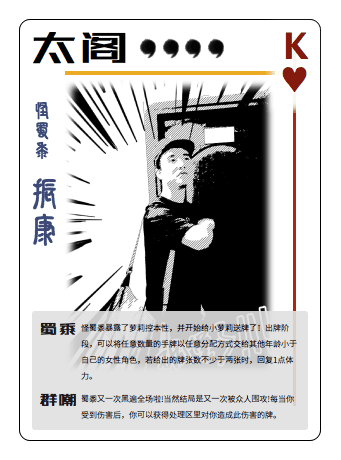 太阁
K
怪蜀黍
振康
蜀黍 怪蜀黍暴露了萝莉控本性，并开始给小萝莉送牌了！出牌阶
段，可以将任意数量的手牌以任意分配方式交给其他年龄小于
自己的女性角色，若给出的牌张数不少于两张时，回复1点体
力。
群嘲 蜀黍又一次黑遍全场啦!当然结局是又一次被众人围攻!每当你
受到伤害后，你可以获得处理区里对你造成此伤害的牌。